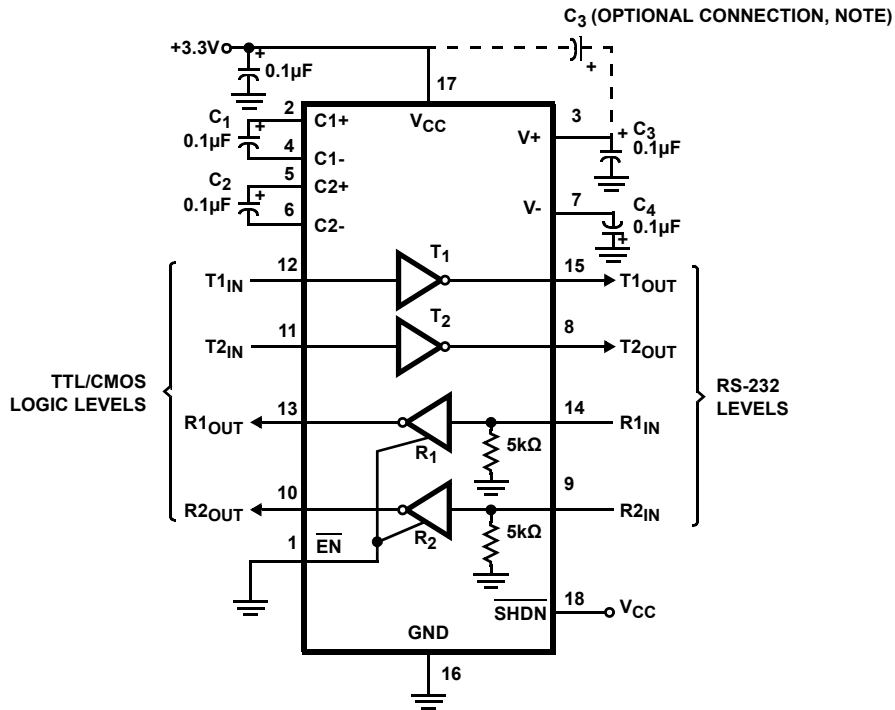 C3 (OPTIONAL CONNECTION, NOTE)
+3.3V
+
0.1µF
+
17
2
C1+
VCC
3
V+
C1
0.1µF
+
4
C1-
+
C3
0.1µF
5
C2+
C2
0.1µF
+
6
C2-
7
V-
C4
0.1µF
+
T1IN
12
T1
15
T1OUT
T2IN
11
T2
8
T2OUT
TTL/CMOS
LOGIC LEVELS
RS-232
LEVELS
R1OUT
13
R1
5kΩ
14
R1IN
R2OUT
10
R2
5kΩ
9
R2IN
1
EN
SHDN
18
VCC
GND
16